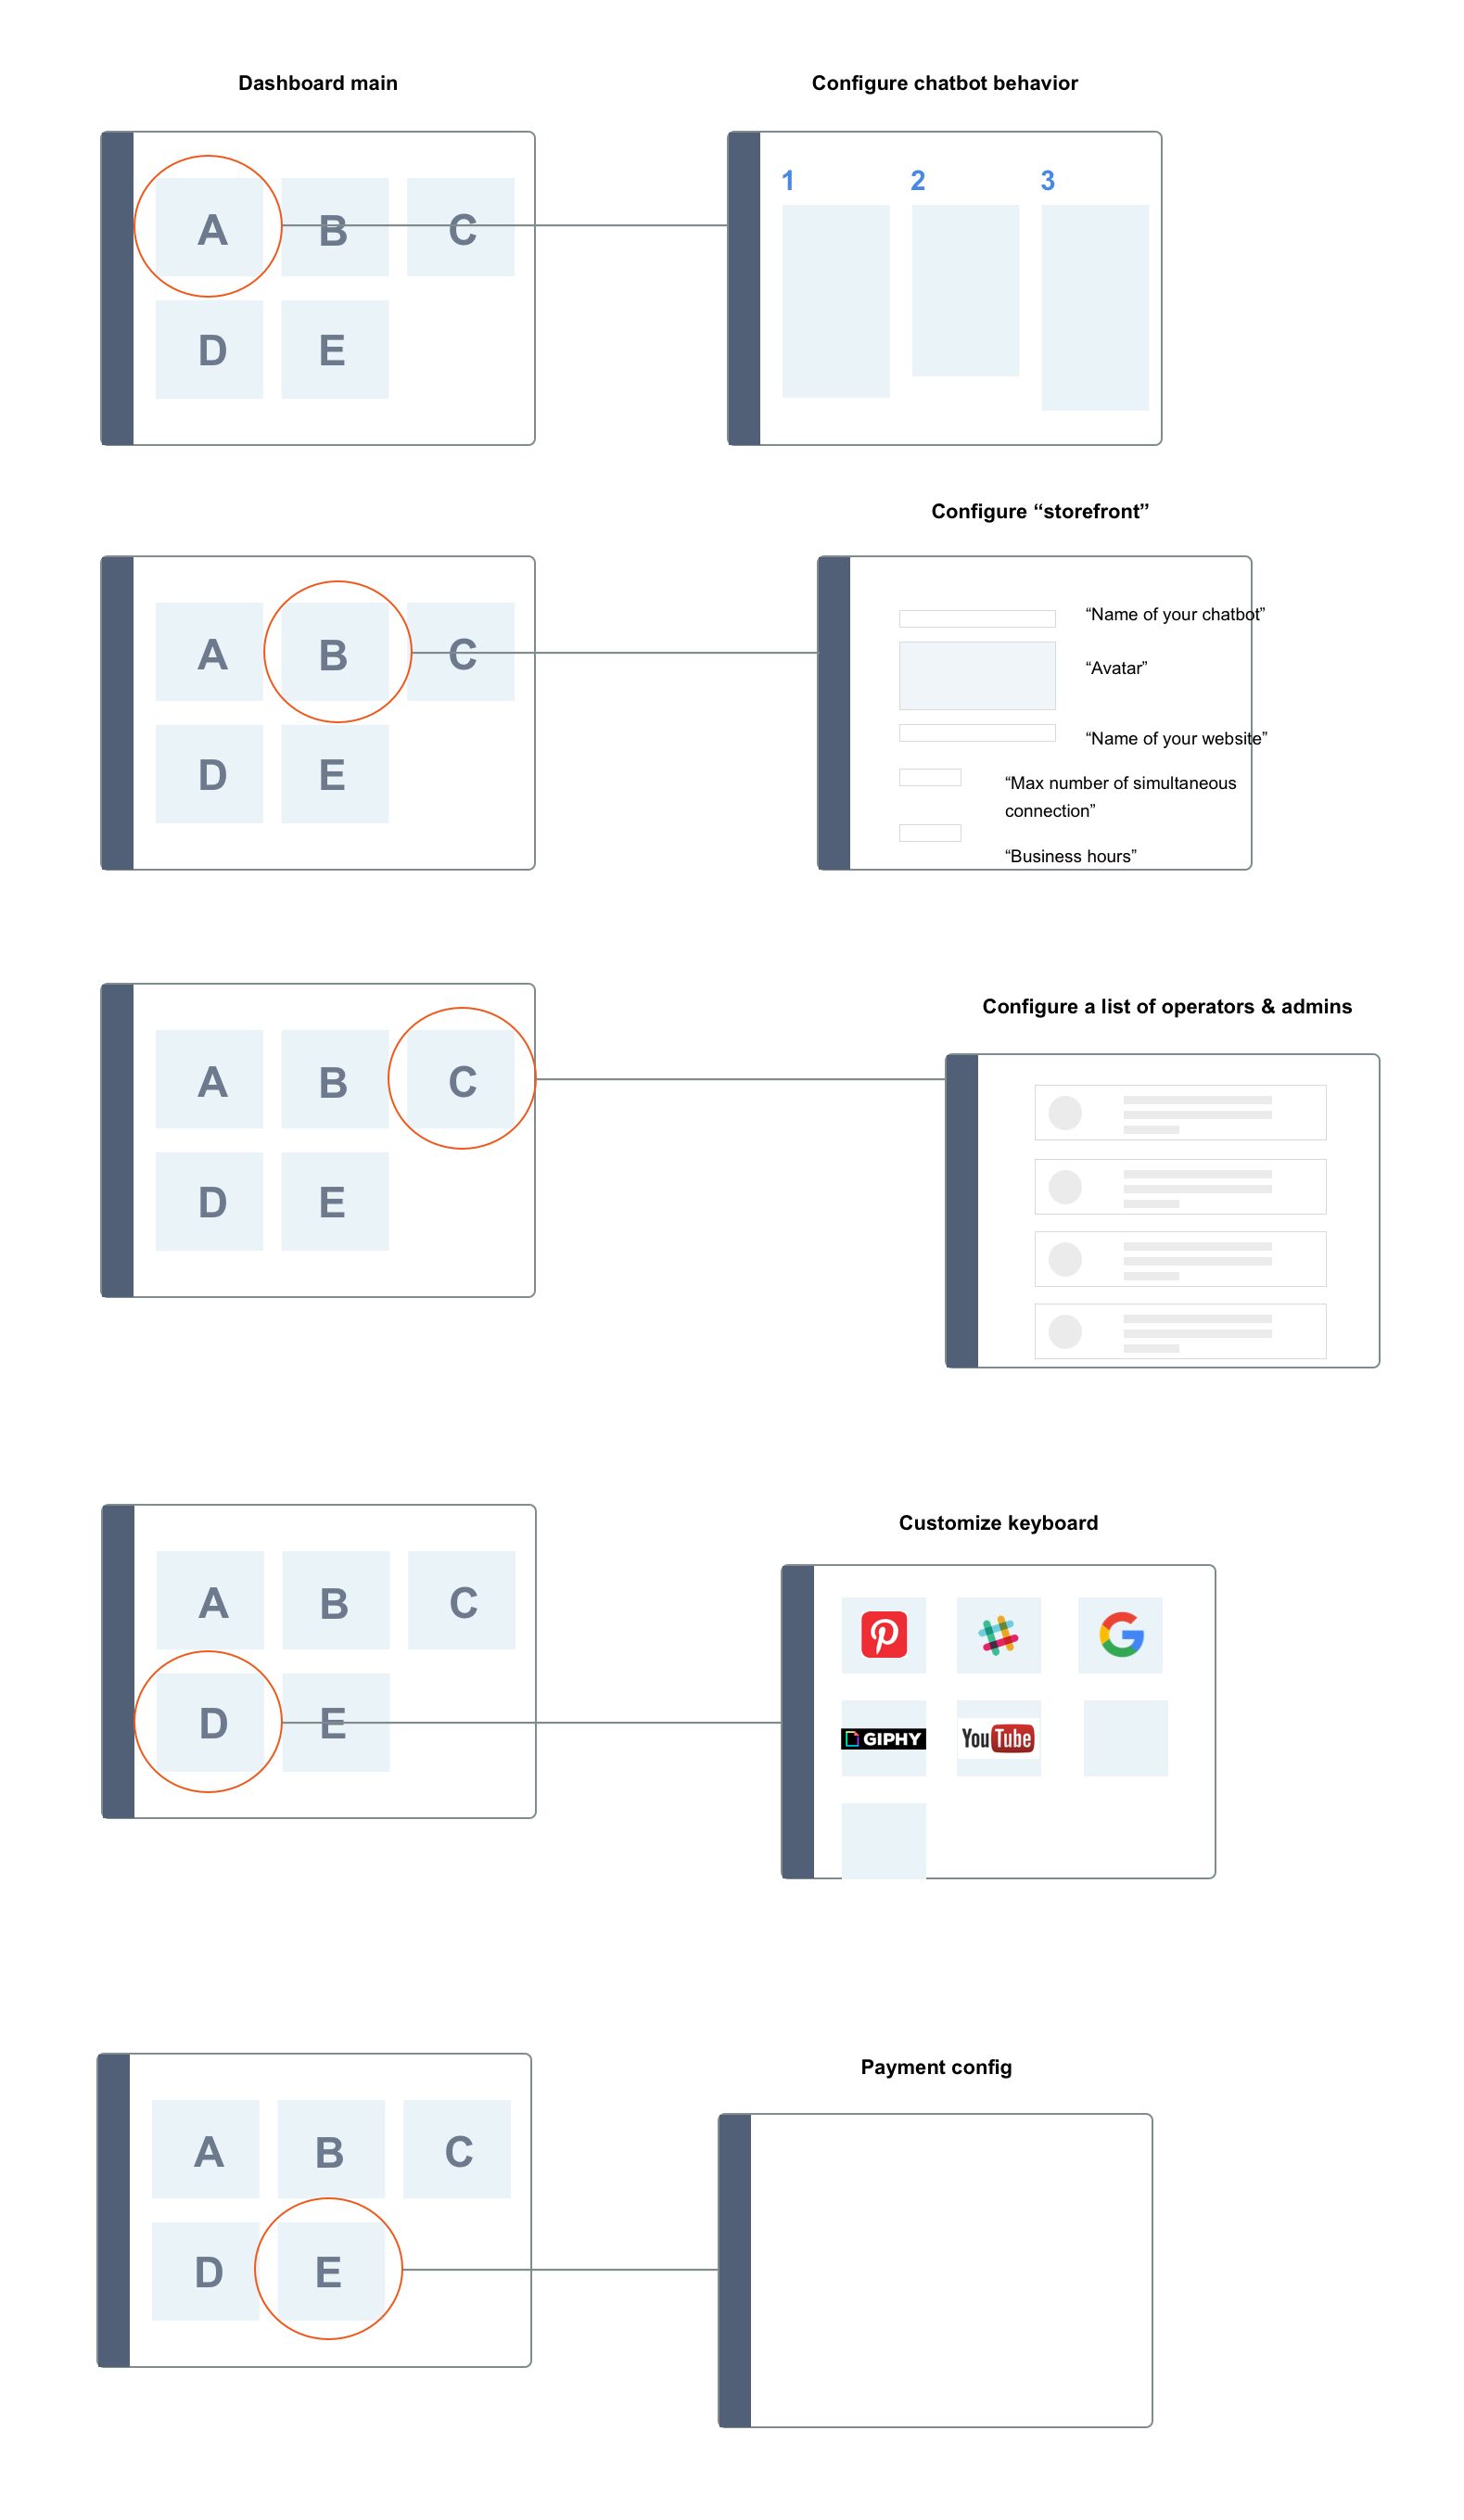 Dashboard main
Configure chatbot behavior
A
B
C
D
E
1
2
3
Configure “storefront”
A
B
C
D
E
“Name of your chatbot”
“Avatar”
“Name of your website”
“Max number of simultaneous
connection”
“Business hours”
Configure a list of operators & admins
A
B
C
D
E
Customize keyboard
A
B
C
D
E
GIPHY
YouTube
Payment config
A
B
C
D
E